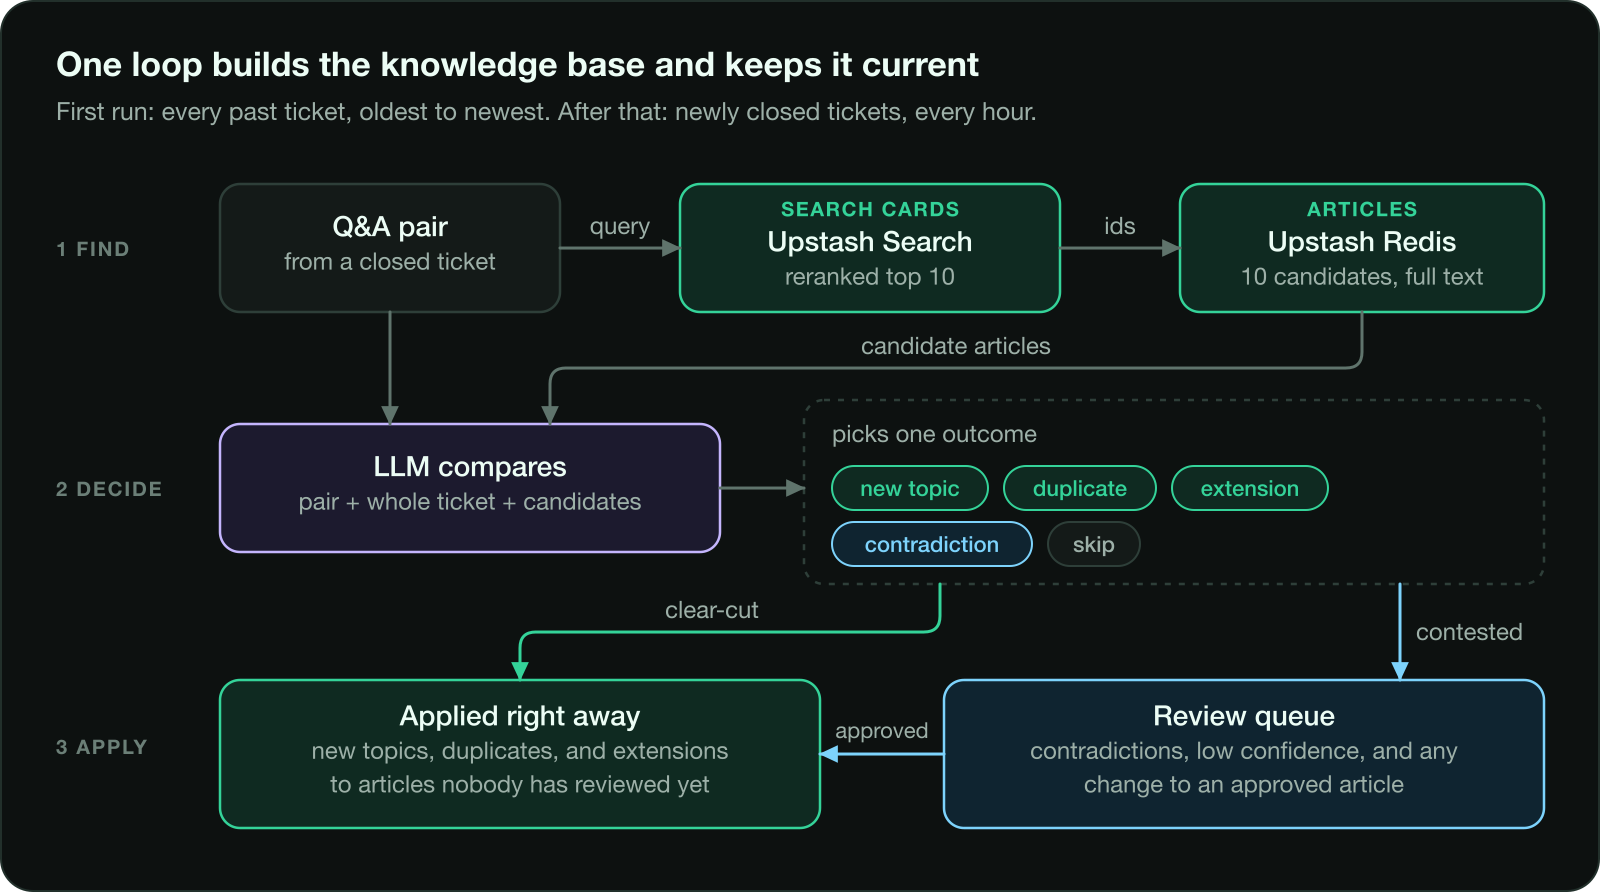 One loop builds the knowledge base and keeps it current
First run: every past ticket, oldest to newest. After that: newly closed tickets, every hour.
1 FIND
Q&A pair
from a closed ticket
query
SEARCH CARDS
Upstash Search
reranked top 10
ids
ARTICLES
Upstash Redis
10 candidates, full text
candidate articles
2 DECIDE
LLM compares
pair + whole ticket + candidates
picks one outcome
new topic
duplicate
extension
contradiction
skip
clear-cut
contested
3 APPLY
Applied right away
new topics, duplicates, and extensions
to articles nobody has reviewed yet
approved
Review queue
contradictions, low confidence, and any
change to an approved article